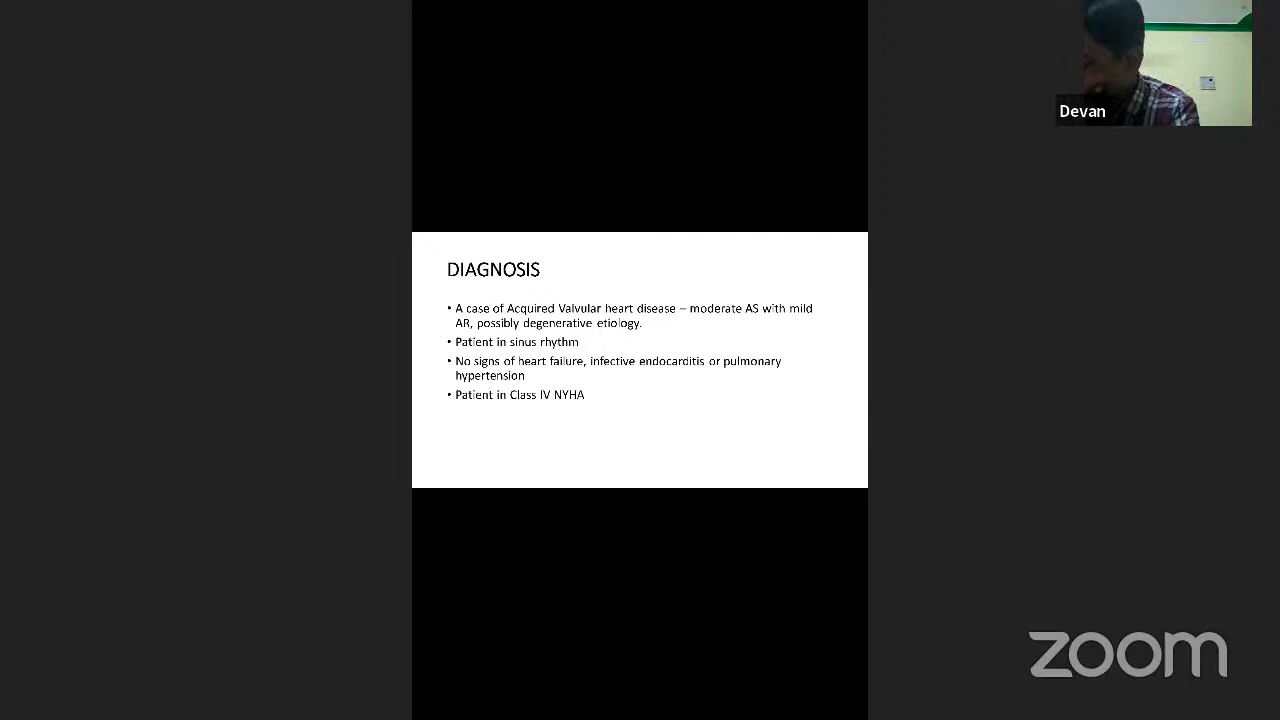 Devan
DIAGNOSIS
• A case of Acquired Valvular heart disease – moderate AS with mild
AR, possibly degenerative etiology.
• Patient in sinus rhythm
• No signs of heart failure, infective endocarditis or pulmonary
hypertension
• Patient in Class IV NYHA
zoom